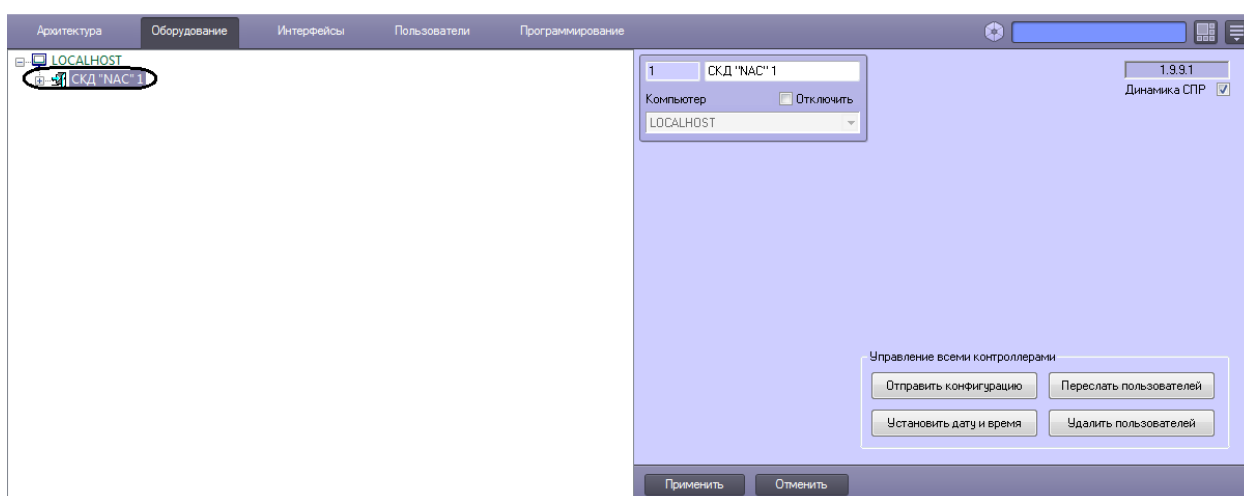 Архитектура Оборудование Интерфейсы Пользователи Программирование
LOCALHOST
СКД "NAC" 1
1 СКД "NAC" 1
Компьютер Отключить
LOCALHOST
1.9.9.1
Динамика СПР
Управление всеми контроллерами
Отправить конфигурацию Переслать пользователей
Установить дату и время Удалить пользователей
Применить Отменить